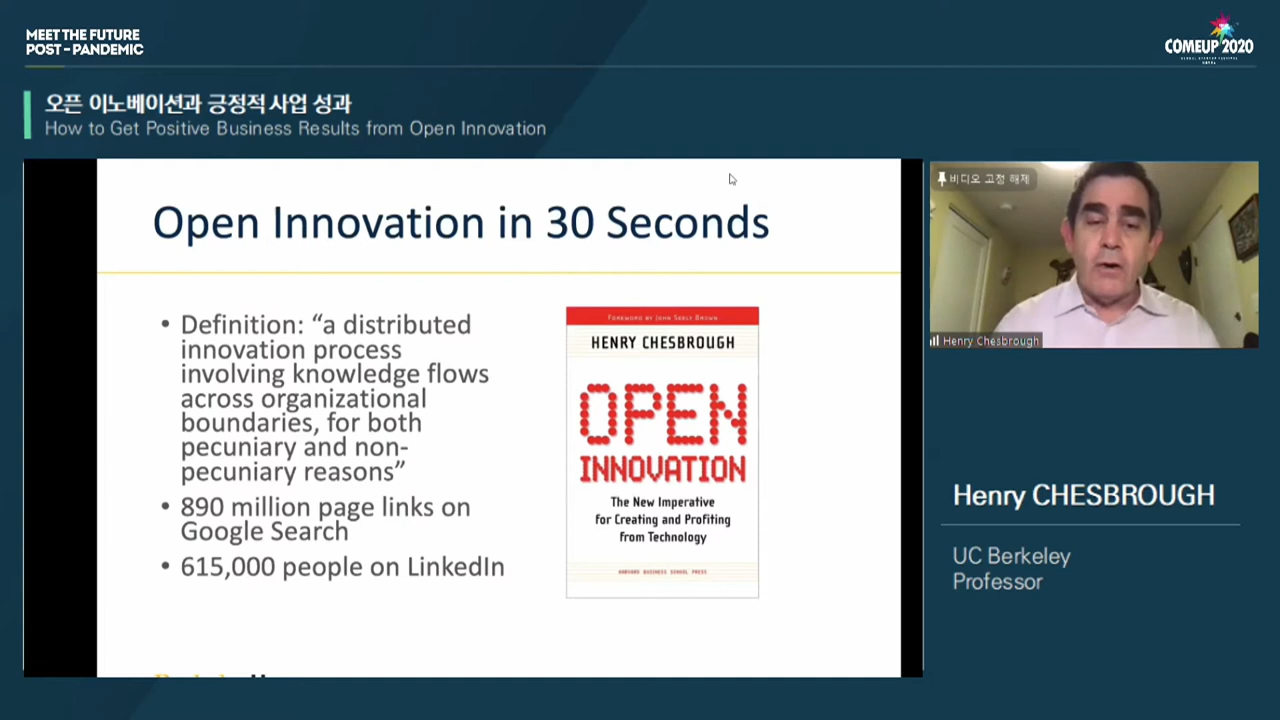 MEET THE FUTURE
POST-PANDEMIC
COMEUP 2020
오픈 이노베이션과 긍정적 사업 성과
How to Get Positive Business Results from Open Innovation
Open Innovation in 30 Seconds
• Definition: “a distributed
innovation process
involving knowledge flows
across organizational
boundaries, for both
pecuniary and non-
pecuniary reasons”
• 890 million page links on
Google Search
• 615,000 people on LinkedIn
FOREWORD BY JOHN SEELY BROWN
HENRY CHESBROUGH
OPEN
INNOVATION
The New Imperative
for Creating and Profiting
from Technology
HARVARD BUSINESS SCHOOL PRESS
비디오 고정 해제
Henry Chesbrough
Henry CHESBROUGH
UC Berkeley
Professor